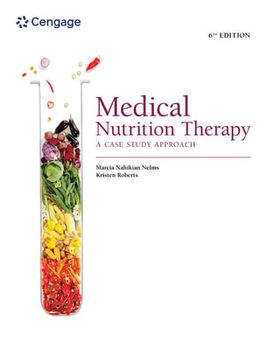 Cengage
6TH EDITION
Medical
Nutrition Therapy
A CASE STUDY APPROACH
Marcia Nahikian Nelms
Kristen Roberts